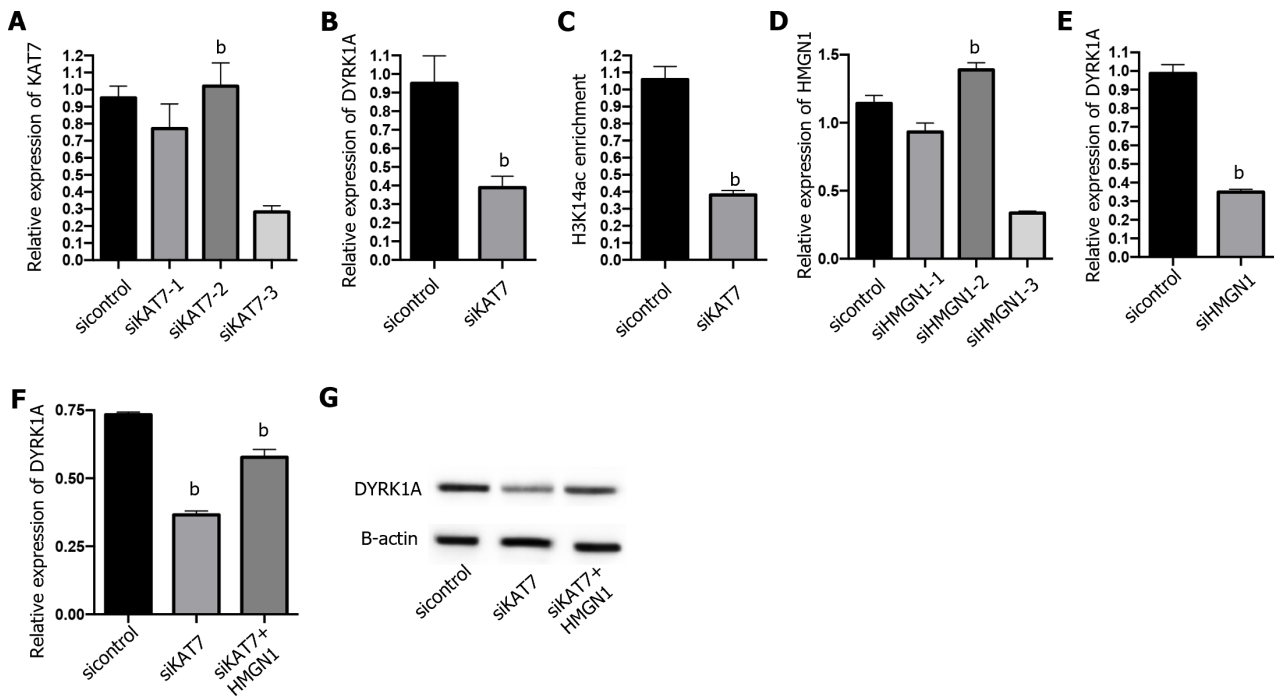 A
Relative expression of KAT7
1.2
1.1
1.0
0.9
0.8
0.7
0.6
0.5
0.4
0.3
0.2
0.1
0.0
b
sicontrol
siKAT7-1
siKAT7-2
siKAT7-3
B
Relative expression of DYRK1A
1.2
1.1
1.0
0.9
0.8
0.7
0.6
0.5
0.4
0.3
0.2
0.1
0.0
b
sicontrol
siKAT7
C
H3K14ac enrichment
1.2
1.1
1.0
0.9
0.8
0.7
0.6
0.5
0.4
0.3
0.2
0.1
0.0
b
sicontrol
siKAT7
D
Relative expression of HMGN1
1.5
1.0
0.5
0.0
b
sicontrol
siHMGN1-1
siHMGN1-2
siHMGN1-3
E
Relative expression of DYRK1A
1.1
1.0
0.9
0.8
0.7
0.6
0.5
0.4
0.3
0.2
0.1
0.0
b
sicontrol
siHMGN1
F
Relative expression of DYRK1A
0.75
0.50
0.25
0.00
b
b
sicontrol
siKAT7
siKAT7+
HMGN1
G
DYRK1A
B-actin
sicontrol
siKAT7
siKAT7+
HMGN1